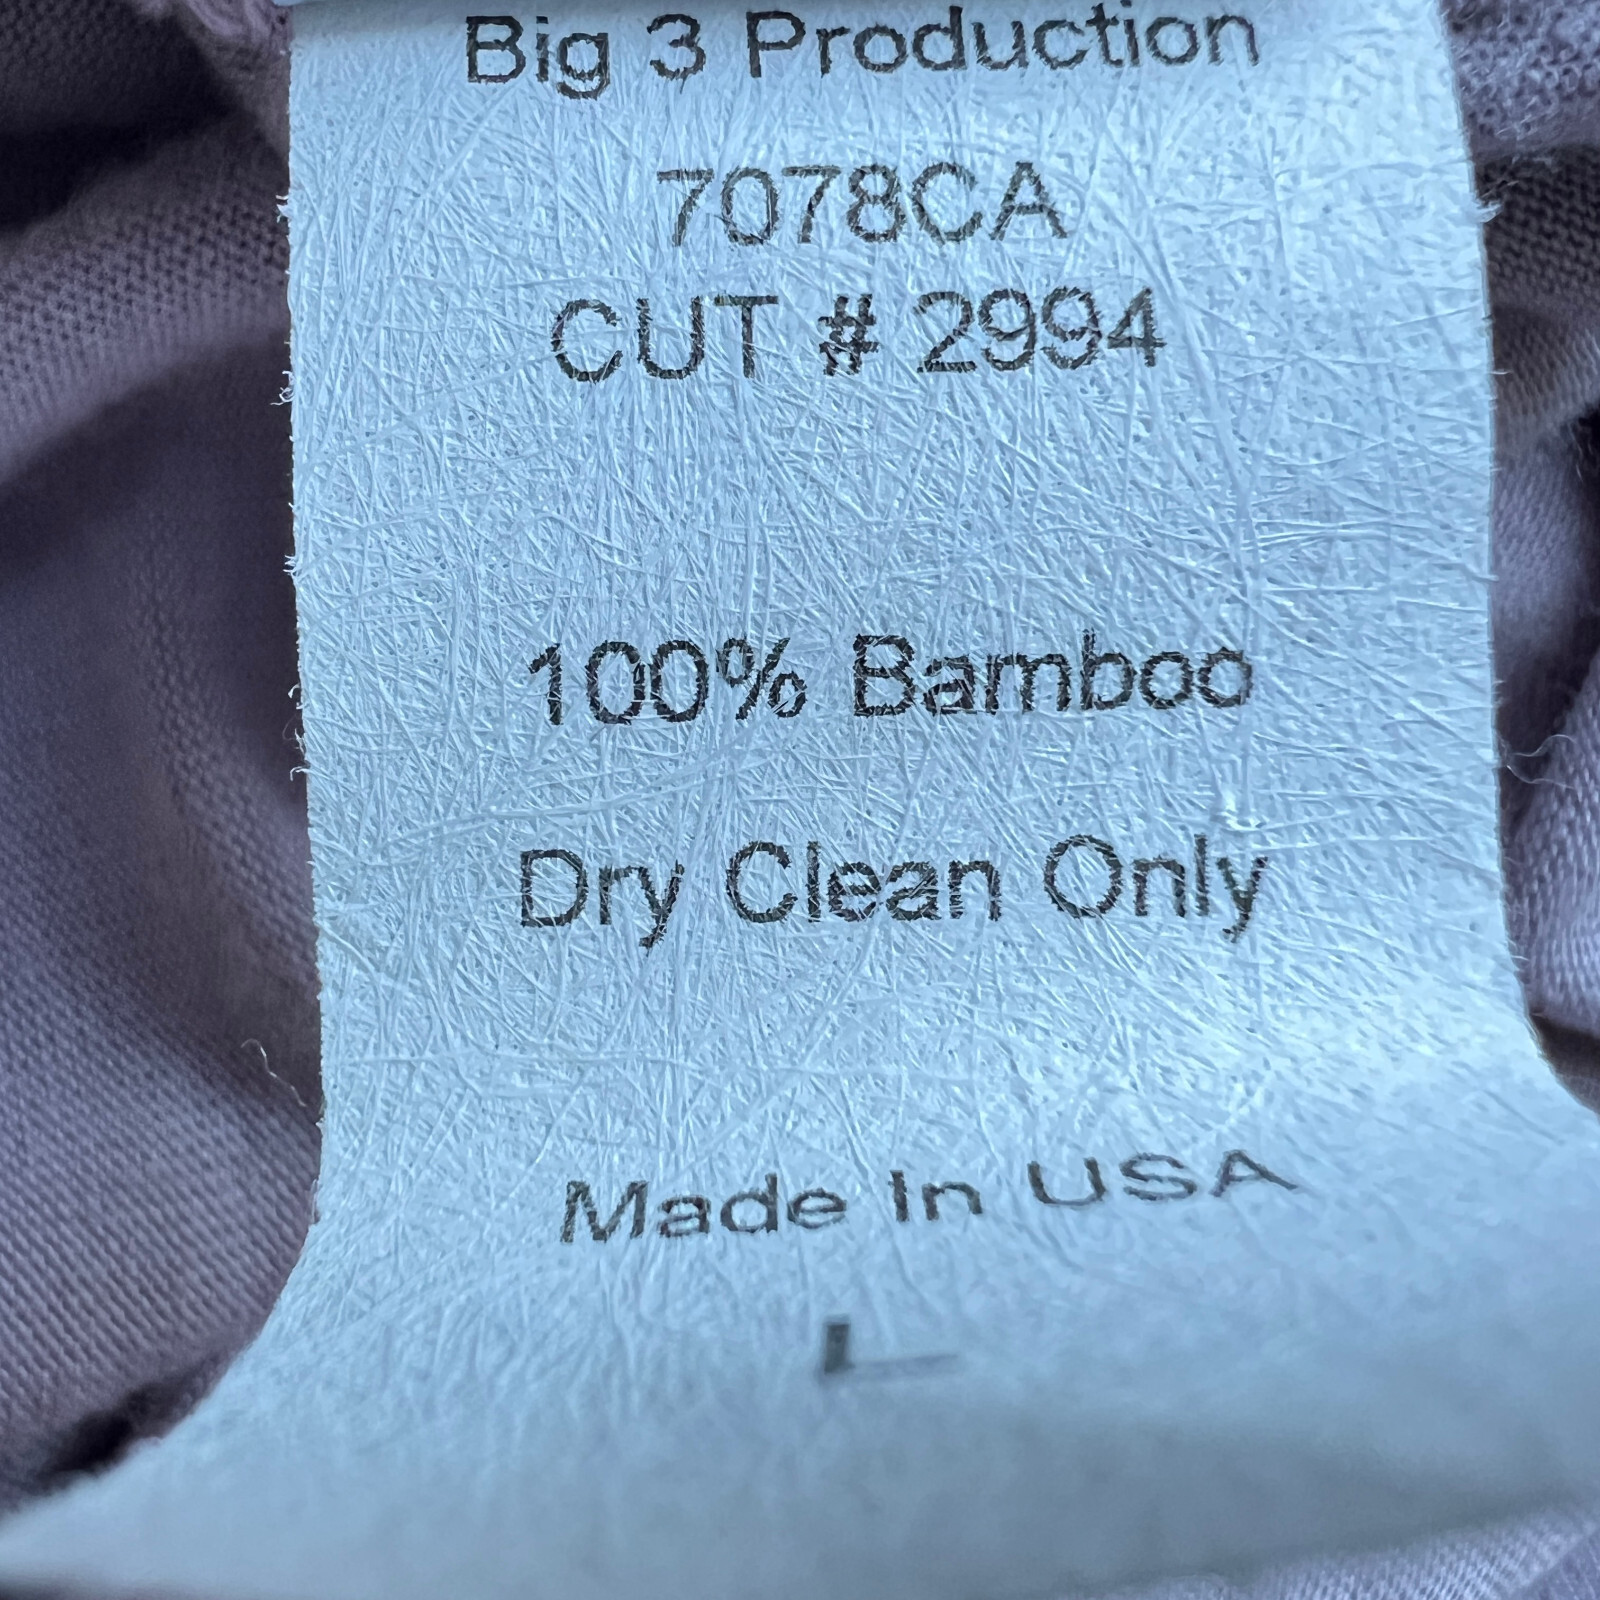 Big 3 Production
7078CA
CUT # 2994
100% Bamboo
Dry Clean Only
Made In USA
L